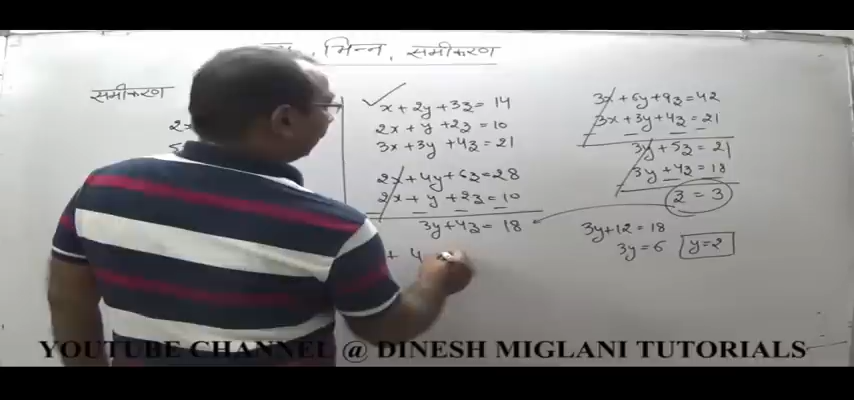 भिन्न, समीकरण
समीकरण
2x
x + 2y + 3z = 14
2x + y + 2z = 10
3x + 3y + 4z = 21
2x + 4y + 6z = 28
2x + y + 2z = 10
3y + 4z = 18
+ 4
3x + 6y + 9z = 42
3x + 3y + 4z = 21
3y + 5z = 21
3y + 4z = 18
z = 3
3y + 12 = 18
3y = 6 y = 2
YOUTUBE CHANNEL @ DINESH MIGLANI TUTORIALS